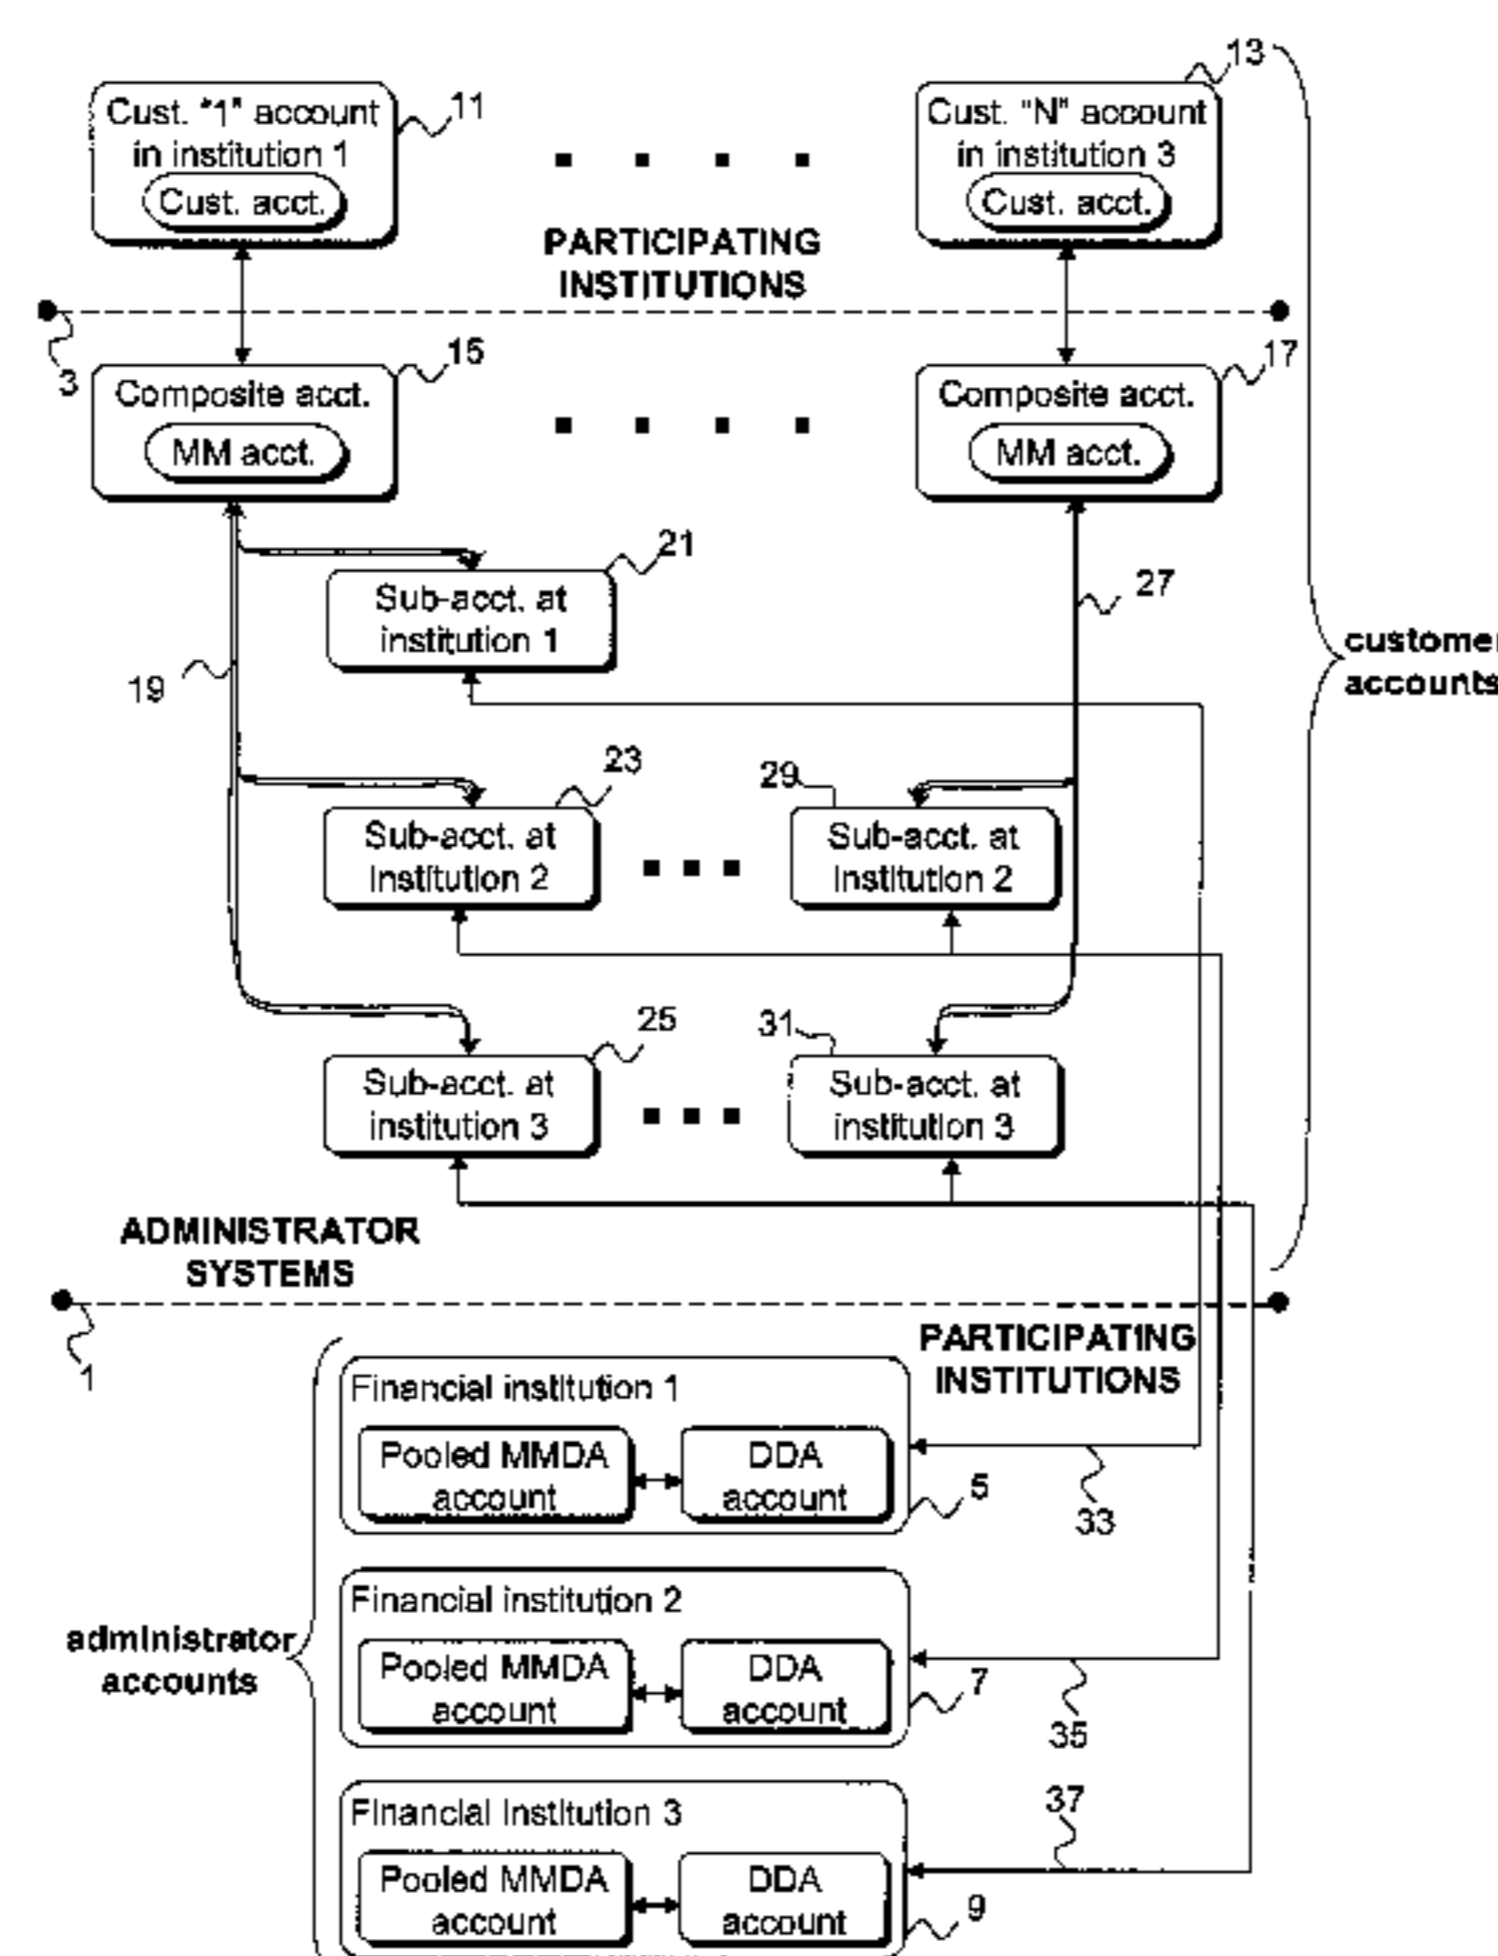 13
Cust. "1" account
in institution 1
Cust. acct.
11
Cust. "N" account
in institution 3
Cust. acct.
PARTICIPATING
INSTITUTIONS
3
15
Composite acct.
MM acct.
17
Composite acct.
MM acct.
21
Sub-acct. at
institution 1
27
19
customer
accounts
23
Sub-acct. at
institution 2
29
Sub-acct. at
institution 2
25
Sub-acct. at
institution 3
31
Sub-acct. at
institution 3
ADMINISTRATOR
SYSTEMS
1
PARTICIPATING
INSTITUTIONS
Financial institution 1
Pooled MMDA
account
DDA
account
5
33
administrator
accounts
Financial institution 2
Pooled MMDA
account
DDA
account
7
35
37
Financial Institution 3
Pooled MMDA
account
DDA
account
9